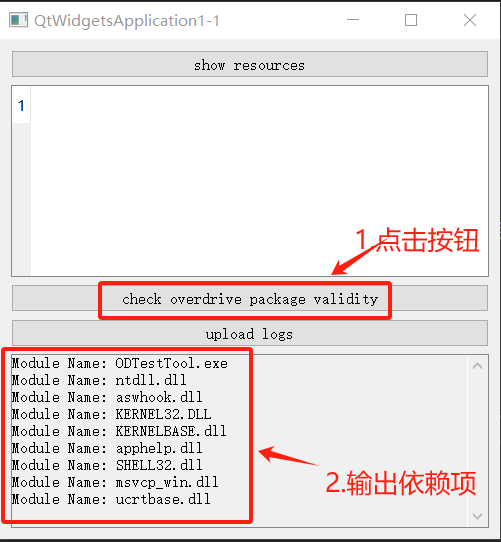 QtWidgetsApplication1-1
show resources
1
1.点击按钮
check overdrive package validity
upload logs
Module Name: ODTestTool.exe
Module Name: ntdll.dll
Module Name: aswhook.dll
Module Name: KERNEL32.DLL
Module Name: KERNELBASE.dll
Module Name: apphelp.dll
Module Name: SHELL32.dll
Module Name: msvcp_win.dll
Module Name: ucrtbase.dll
2.输出依赖项